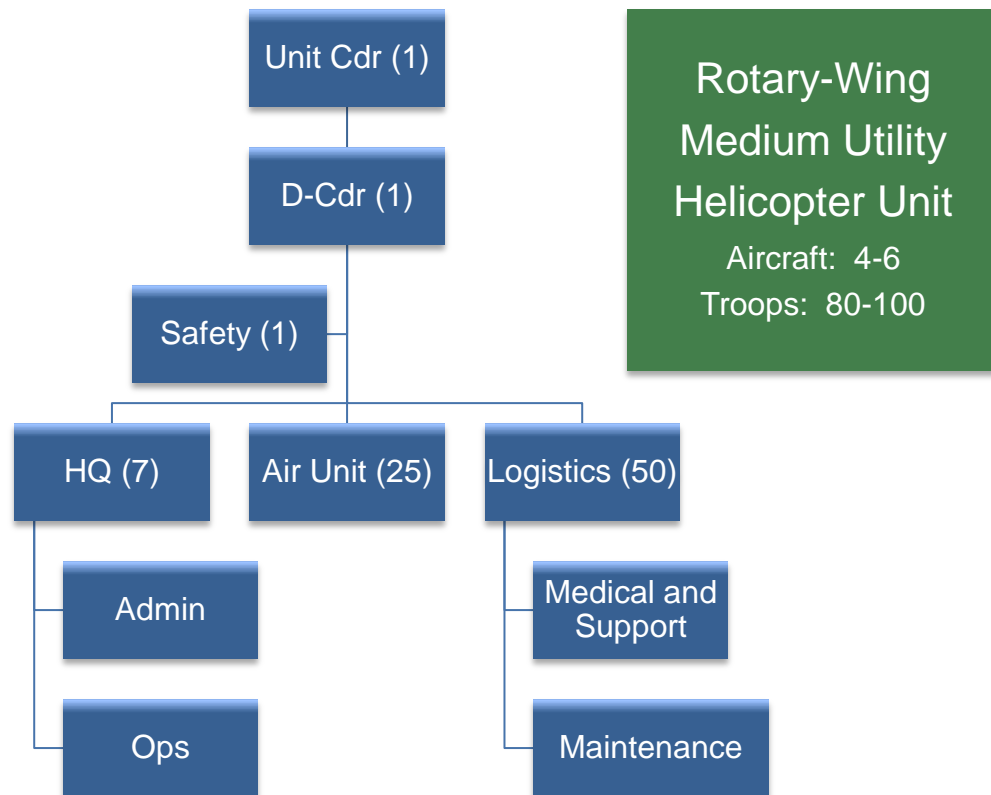 Unit Cdr (1)
D-Cdr (1)
Safety (1)
HQ (7)
Air Unit (25)
Logistics (50)
Admin
Ops
Medical and
Support
Maintenance
Rotary-Wing
Medium Utility
Helicopter Unit
Aircraft: 4-6
Troops: 80-100